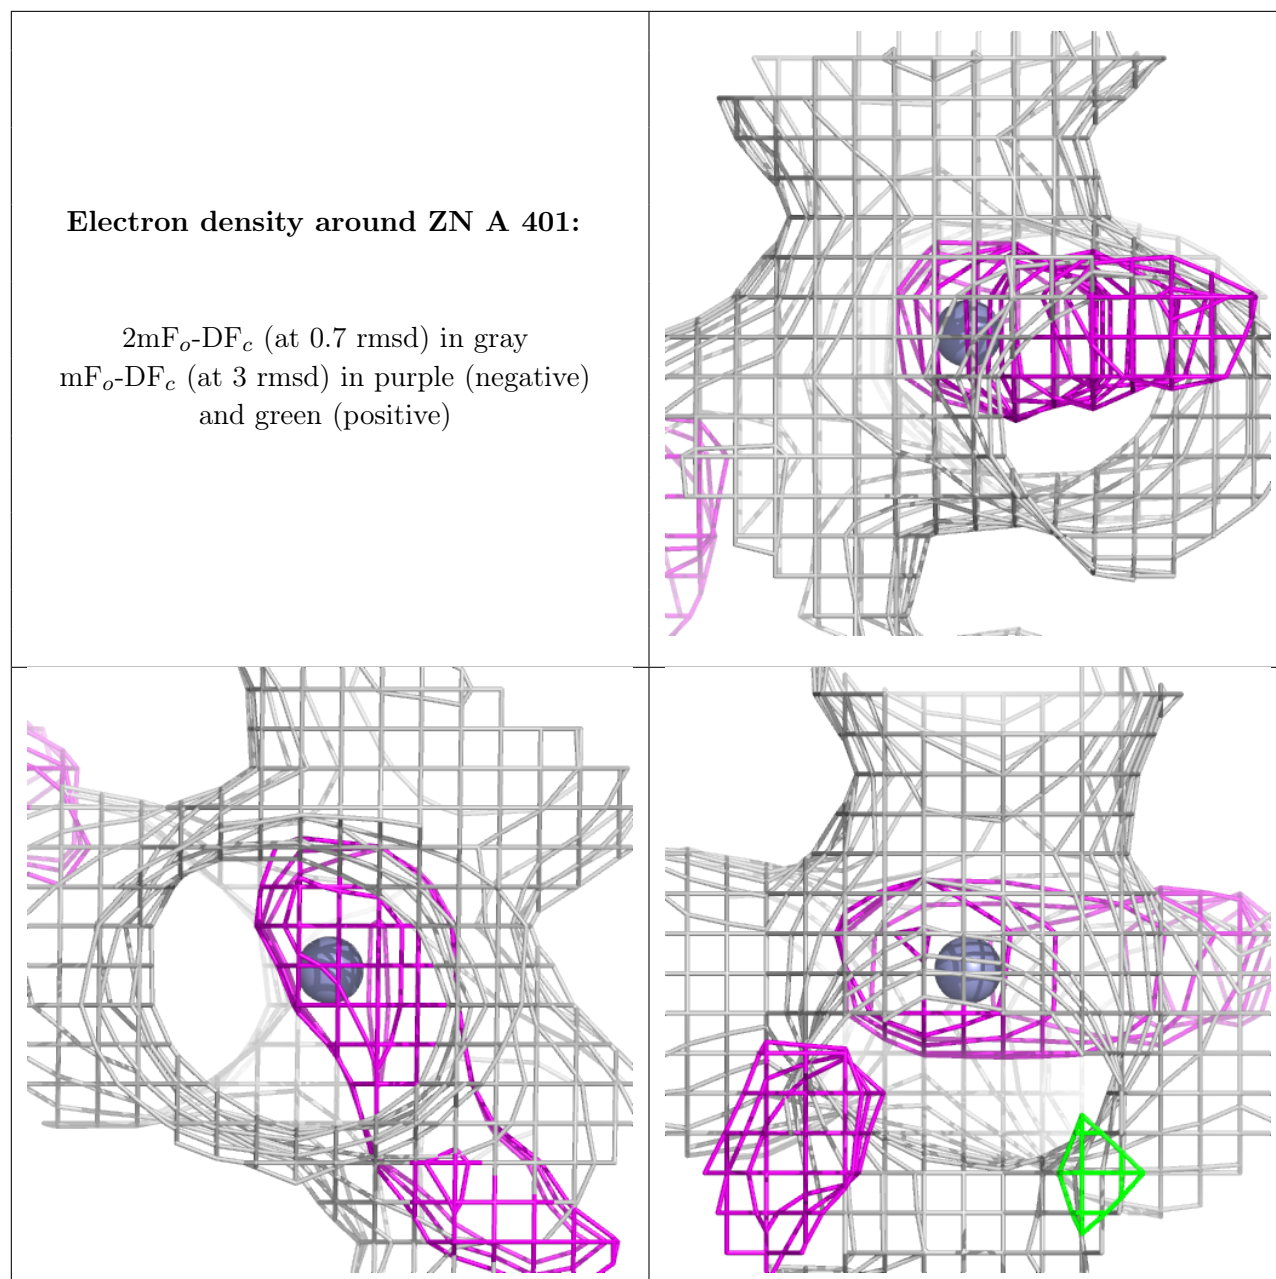 Electron density around ZN A 401:
2mFo-DFc (at 0.7 rmsd) in gray
mFo-DFc (at 3 rmsd) in purple (negative)
and green (positive)